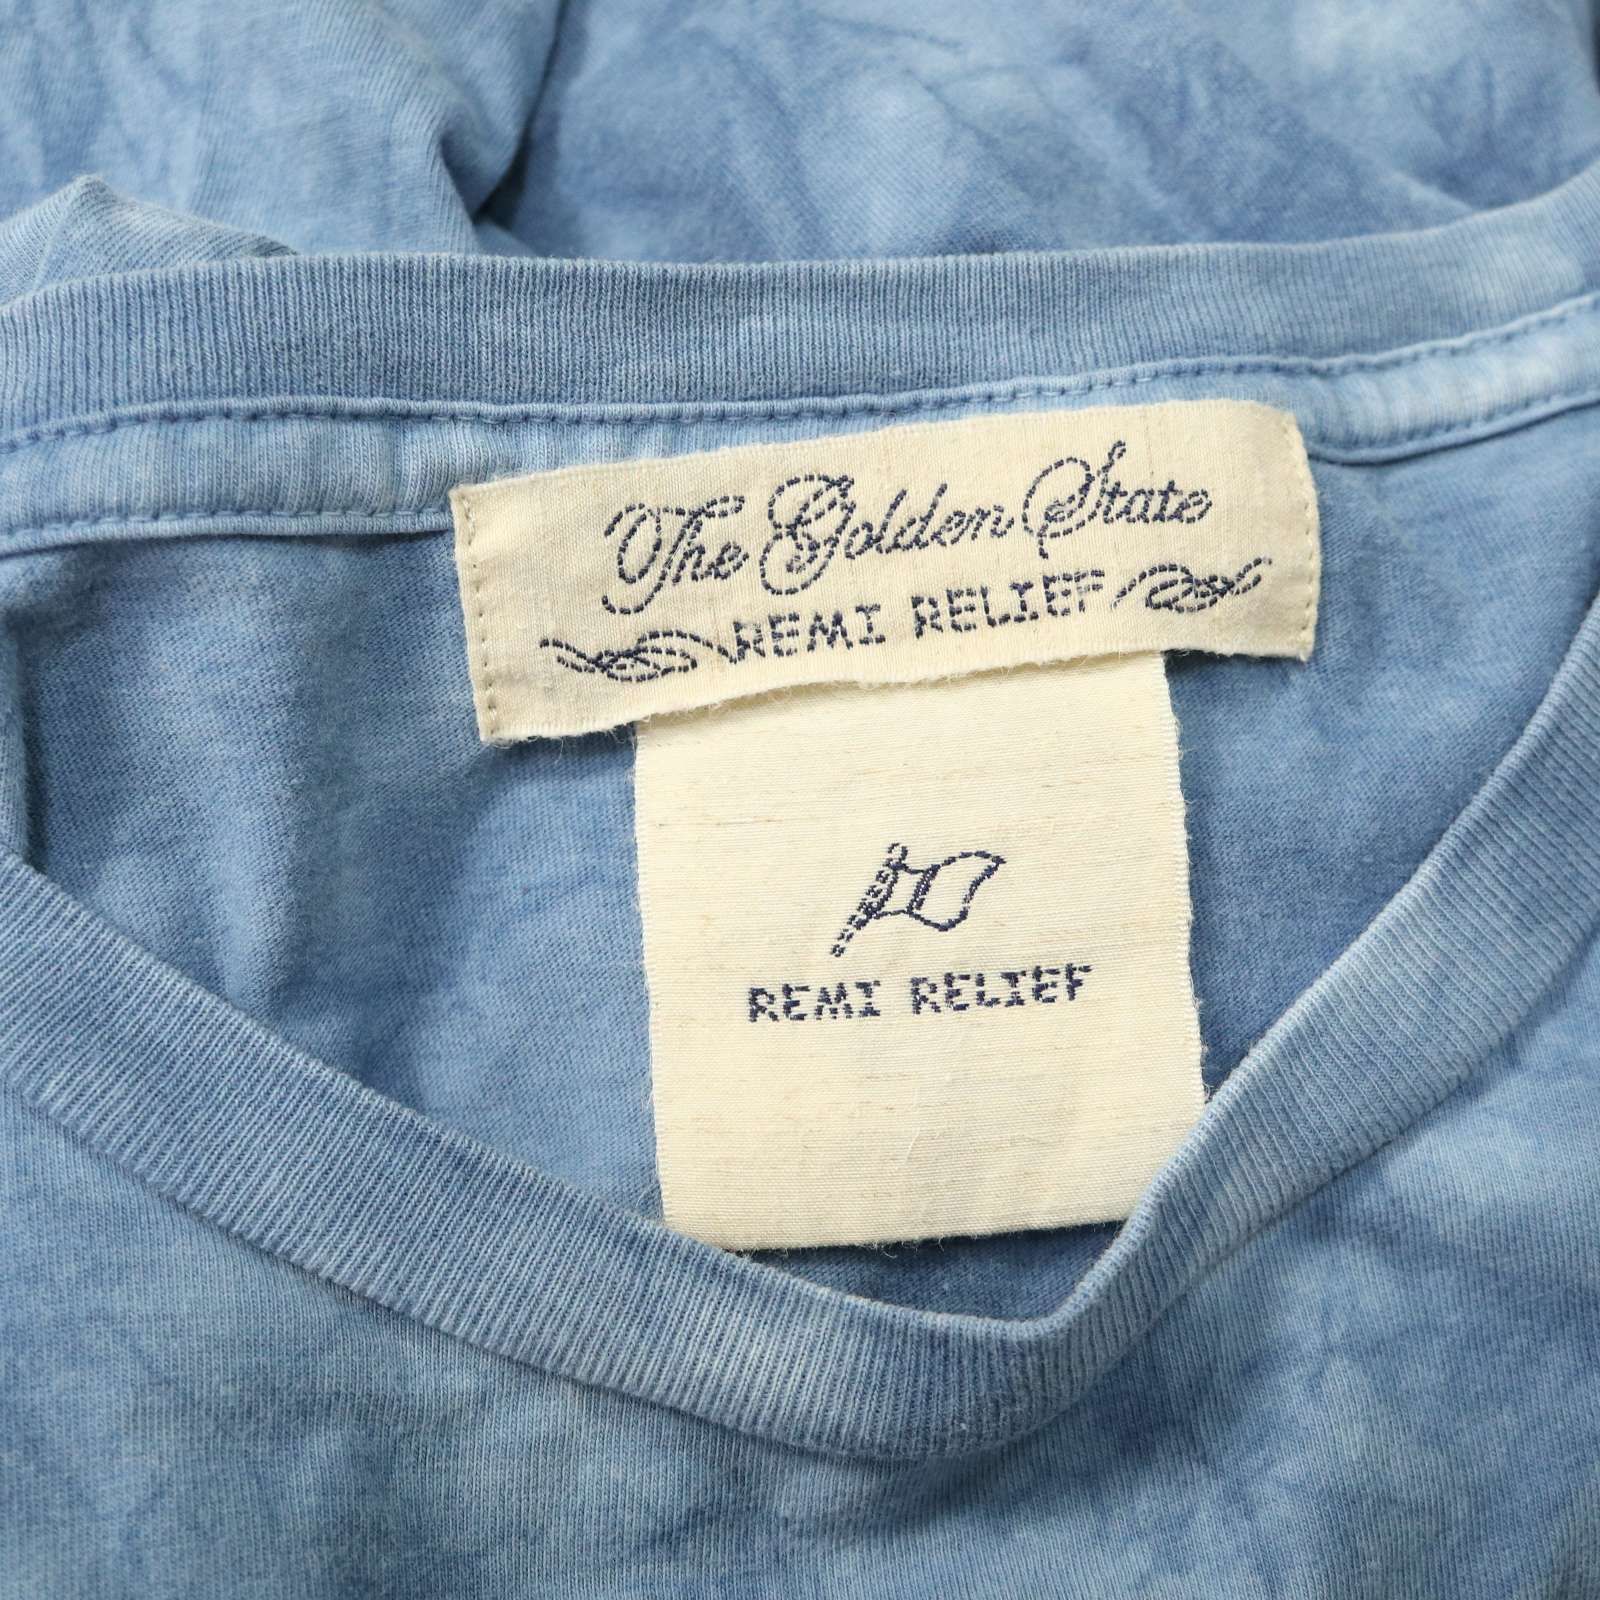 The Golden State
REMI RELIEF
REMI RELIEF